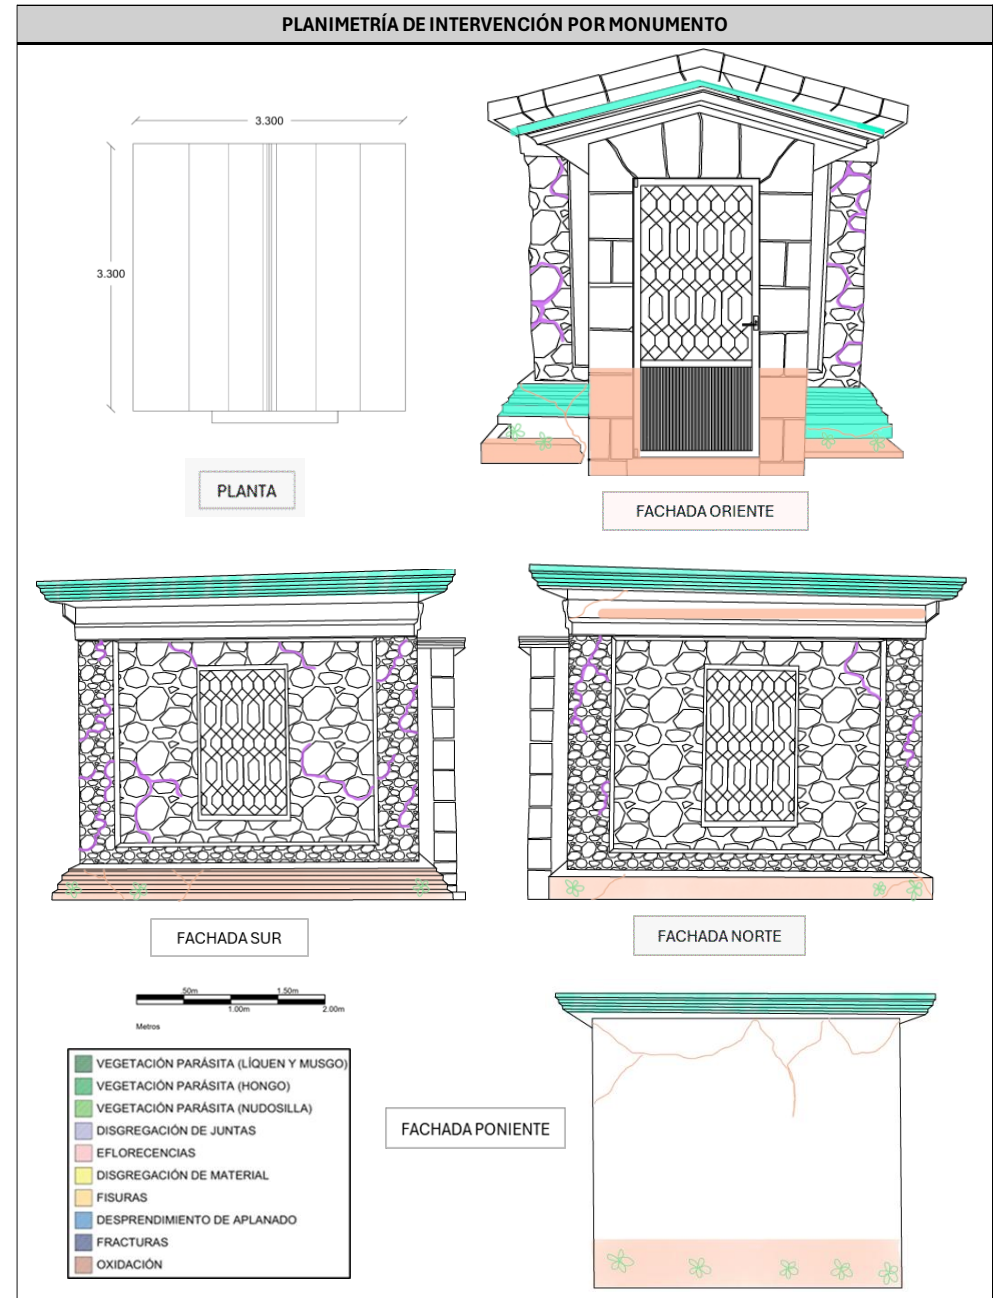 PLANIMETRÍA DE INTERVENCIÓN POR MONUMENTO
3.300
3.300
PLANTA
FACHADA ORIENTE
FACHADA SUR
FACHADA NORTE
.50m 1.50m
1.00m 2.00m
Metros
VEGETACIÓN PARÁSITA (LÍQUEN Y MUSGO)
VEGETACIÓN PARÁSITA (HONGO)
VEGETACIÓN PARÁSITA (NUDOSILLA)
DISGREGACIÓN DE JUNTAS
EFLORECENCIAS
DISGREGACIÓN DE MATERIAL
FISURAS
DESPRENDIMIENTO DE APLANADO
FRACTURAS
OXIDACIÓN
FACHADA PONIENTE